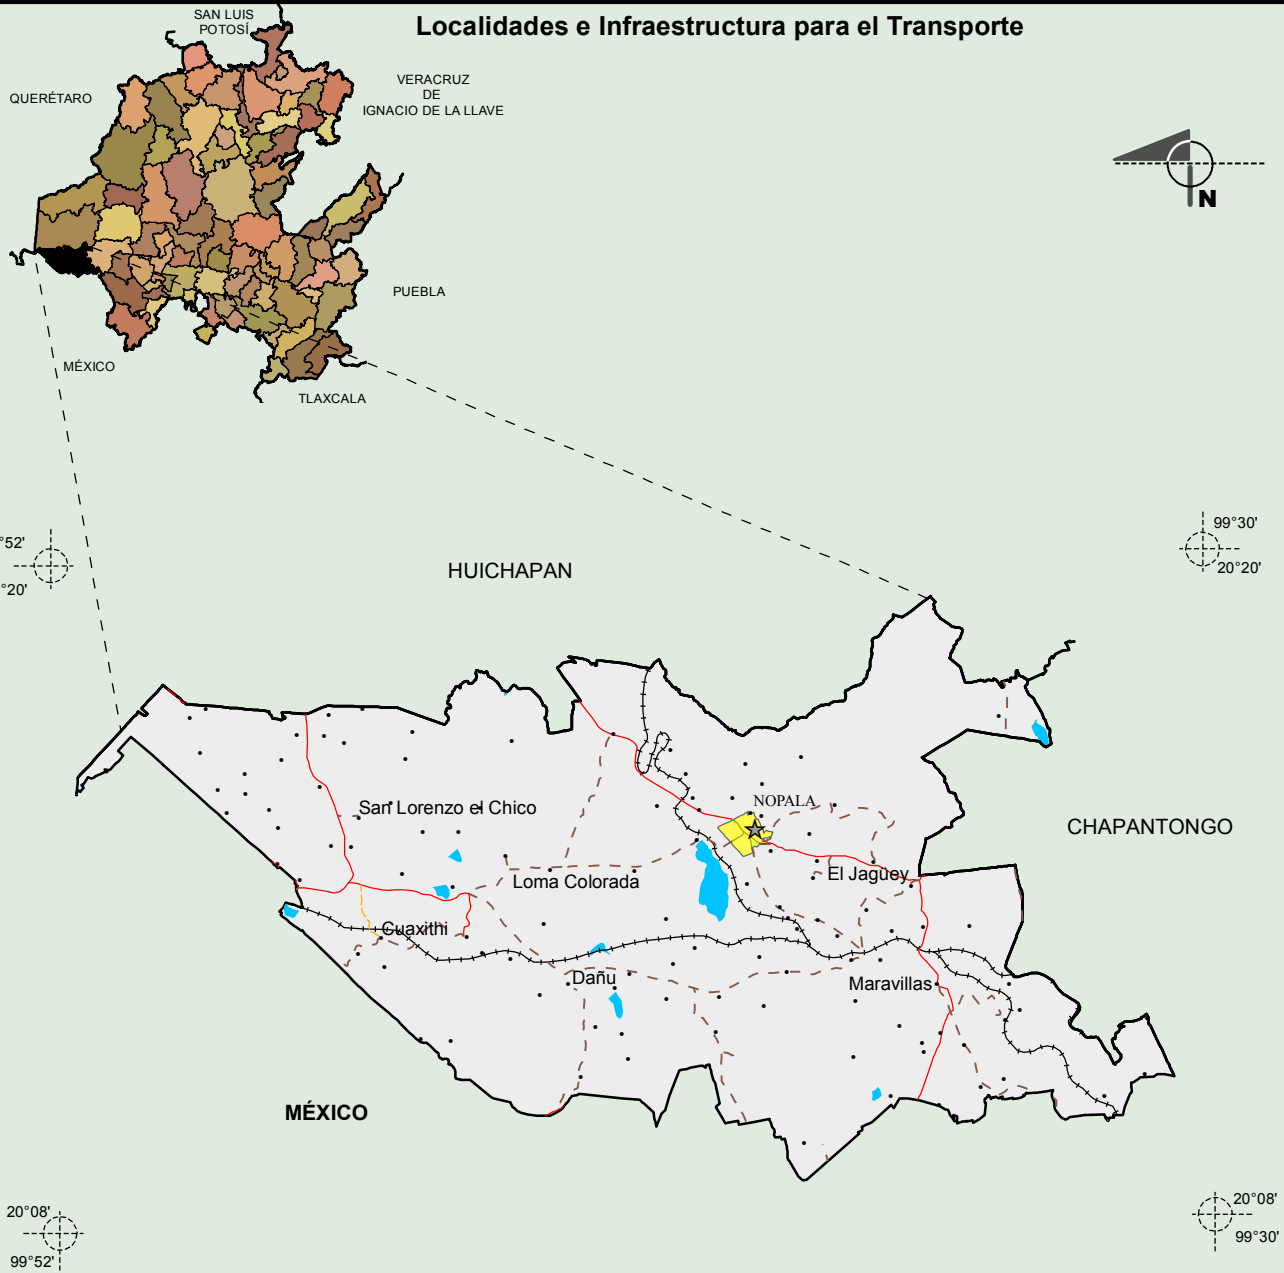 Localidades e Infraestructura para el Transporte
SAN LUIS
POTOSÍ
QUERÉTARO
VERACRUZ
DE
IGNACIO DE LA LLAVE
N
PUEBLA
MÉXICO
TLAXCALA
°52'
°20'
99°30'
20°20'
HUICHAPAN
NOPALA
San Lorenzo el Chico
CHAPANTONGO
Loma Colorada
El Jagüey
Cuaxithi
Dañu
Maravillas
MÉXICO
20°08'
99°52'
20°08'
99°30'